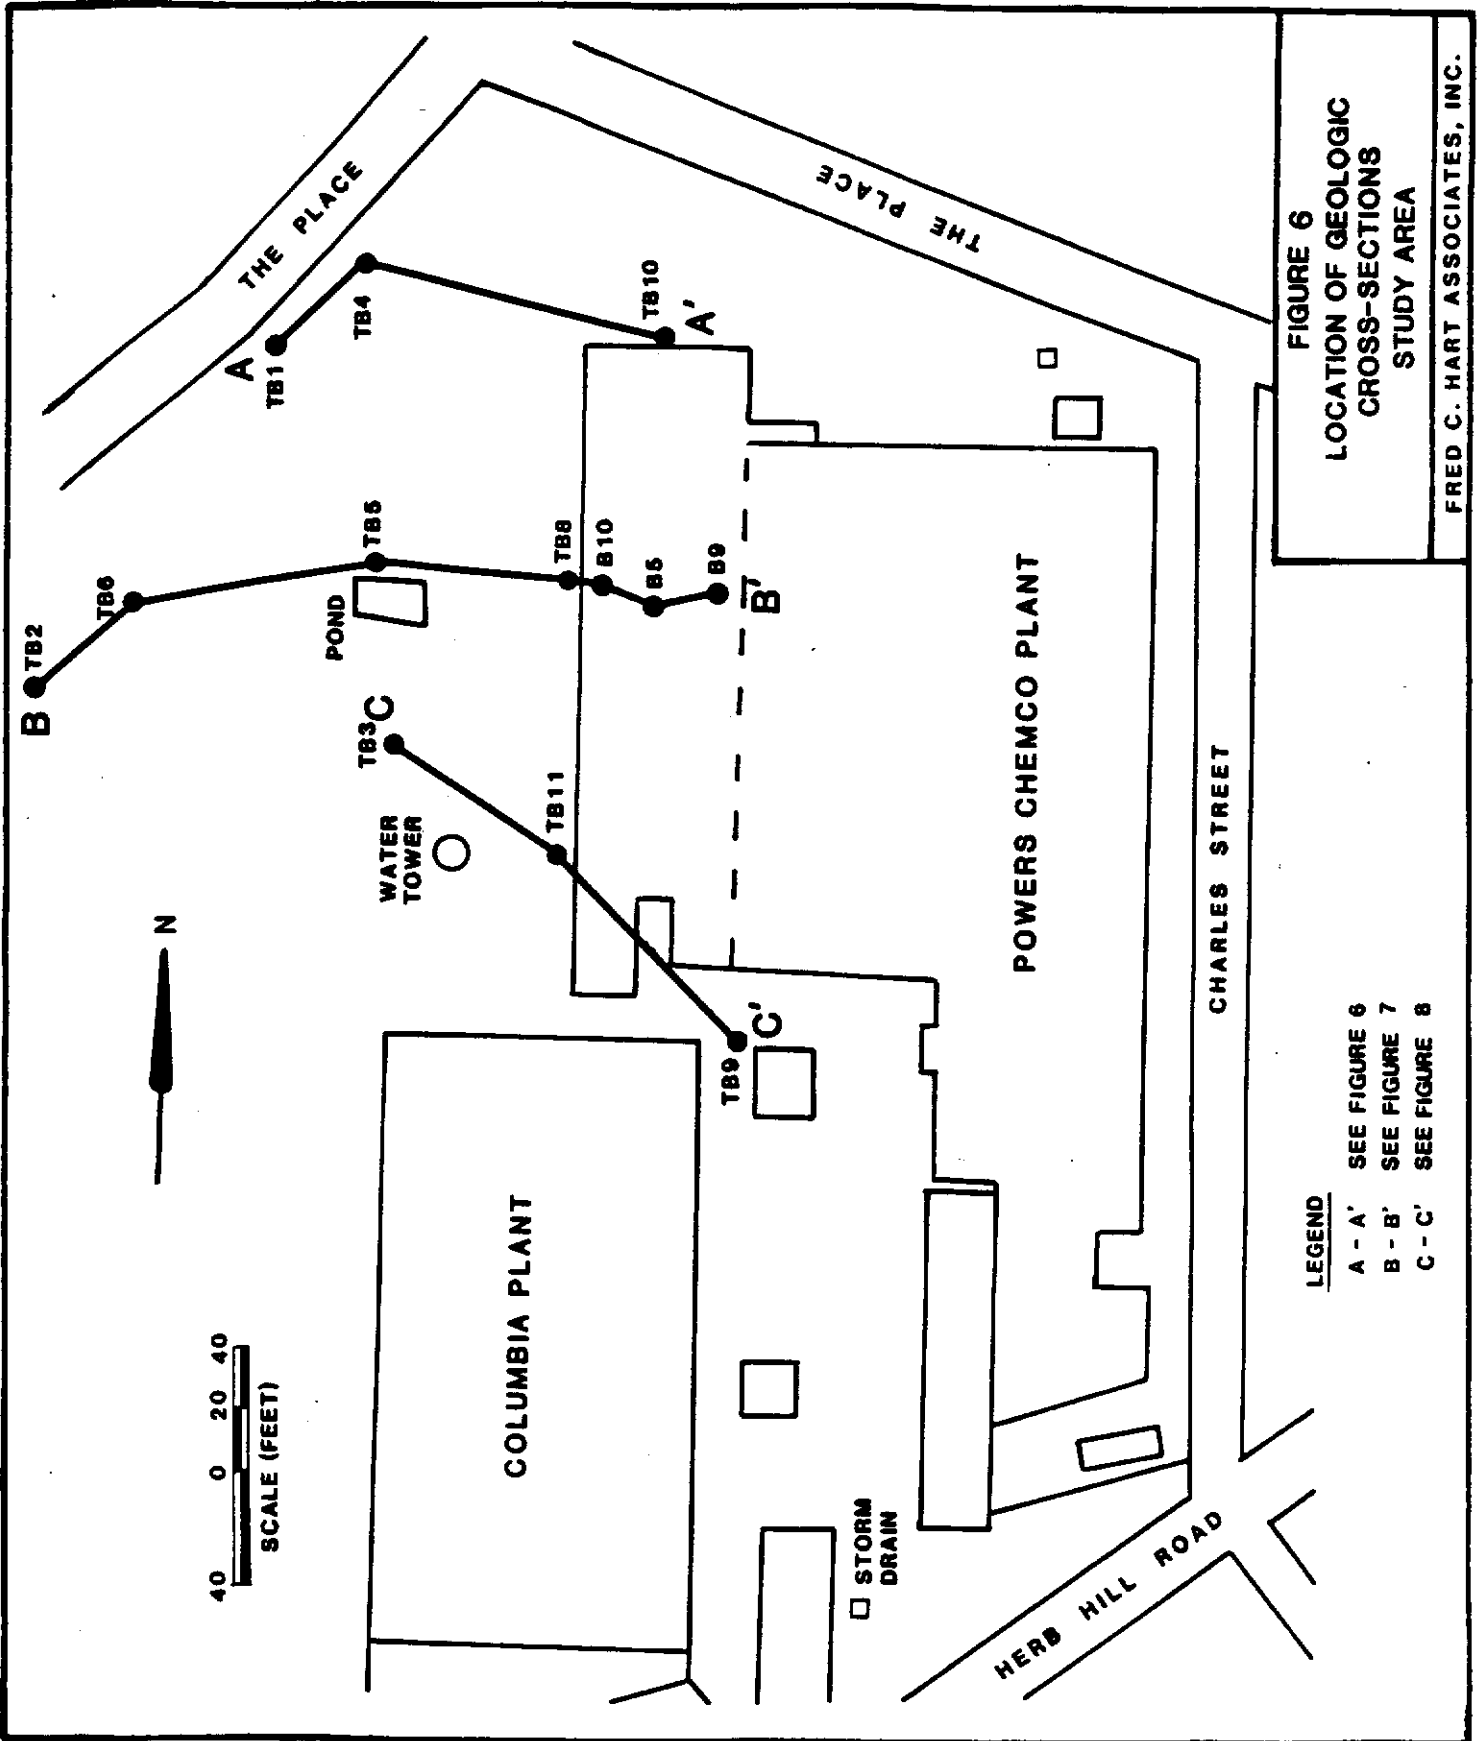 THE PLACE
THE PLACE
A
TB1
TB4
TB10
A'
B
TB2
TB6
TB5
POND
TB8
B10
B5
B9
B'
TB3
C
TB11
WATER
TOWER
N
TB9
C'
COLUMBIA PLANT
POWERS CHEMCO PLANT
CHARLES STREET
HERB HILL ROAD
STORM
DRAIN
40 0 20 40
SCALE (FEET)
LEGEND
A - A' SEE FIGURE 6
B - B' SEE FIGURE 7
C - C' SEE FIGURE 8
FIGURE 6
LOCATION OF GEOLOGIC
CROSS-SECTIONS
STUDY AREA
FRED C. HART ASSOCIATES, INC.